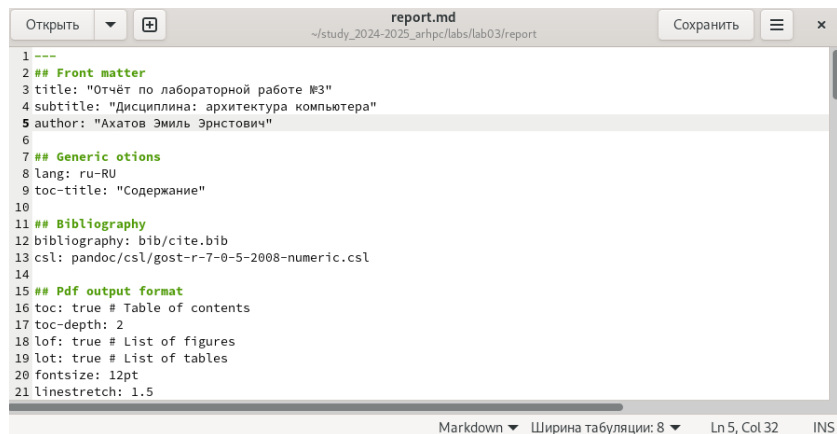 Открыть
report.md
~/study_2024-2025_arhpc/labs/lab03/report
Сохранить
1 ---
2 ## Front matter
3 title: "Отчёт по лабораторной работе №3"
4 subtitle: "Дисциплина: архитектура компьютера"
5 author: "Ахатов Эмиль Эрнстович"
6
7 ## Generic otions
8 lang: ru-RU
9 toc-title: "Содержание"
10
11 ## Bibliography
12 bibliography: bib/cite.bib
13 csl: pandoc/csl/gost-r-7-0-5-2008-numeric.csl
14
15 ## Pdf output format
16 toc: true # Table of contents
17 toc-depth: 2
18 lof: true # List of figures
19 lot: true # List of tables
20 fontsize: 12pt
21 linestretch: 1.5
Markdown Ширина табуляции: 8 Ln 5, Col 32 INS